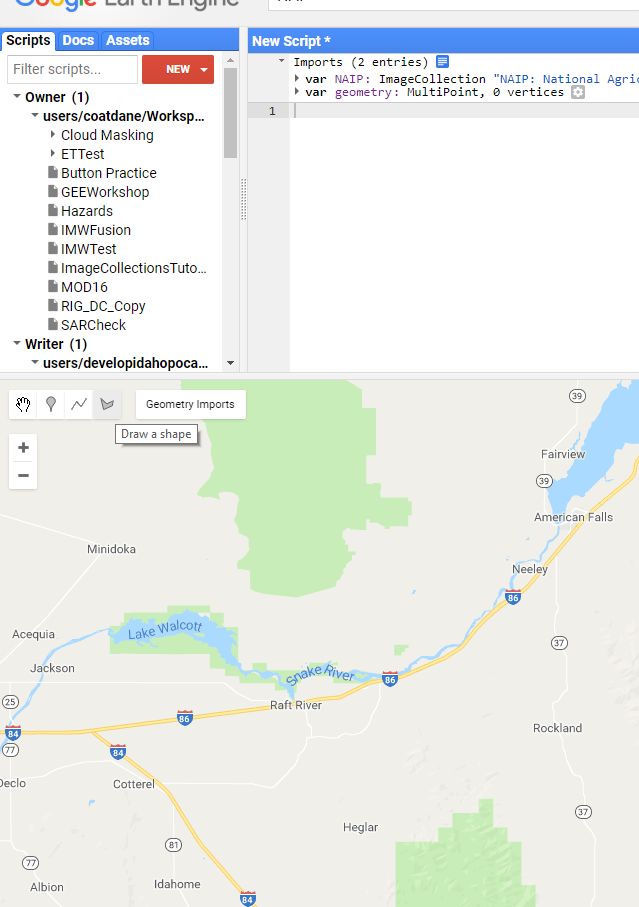 Google Earth Engine
Scripts Docs Assets
Filter scripts...
NEW
Owner (1)
users/coatdane/Worksp...
Cloud Masking
ETTest
Button Practice
GEEWorkshop
Hazards
IMWFusion
IMWTest
ImageCollectionsTuto...
MOD16
RIG_DC_Copy
SARCheck
Writer (1)
users/developidahopoca...
New Script *
Imports (2 entries)
var NAIP: ImageCollection "NAIP: National Agric
var geometry: MultiPoint, 0 vertices
1
Geometry Imports
Draw a shape
+
−
39
Fairview
39
American Falls
Minidoka
Neeley
86
Lake Walcott
Acequia
37
Jackson
Snake River
86
25
Raft River
86
84
Rockland
77
84
Declo
Cotterel
37
Heglar
81
77
Albion
Idahome
84